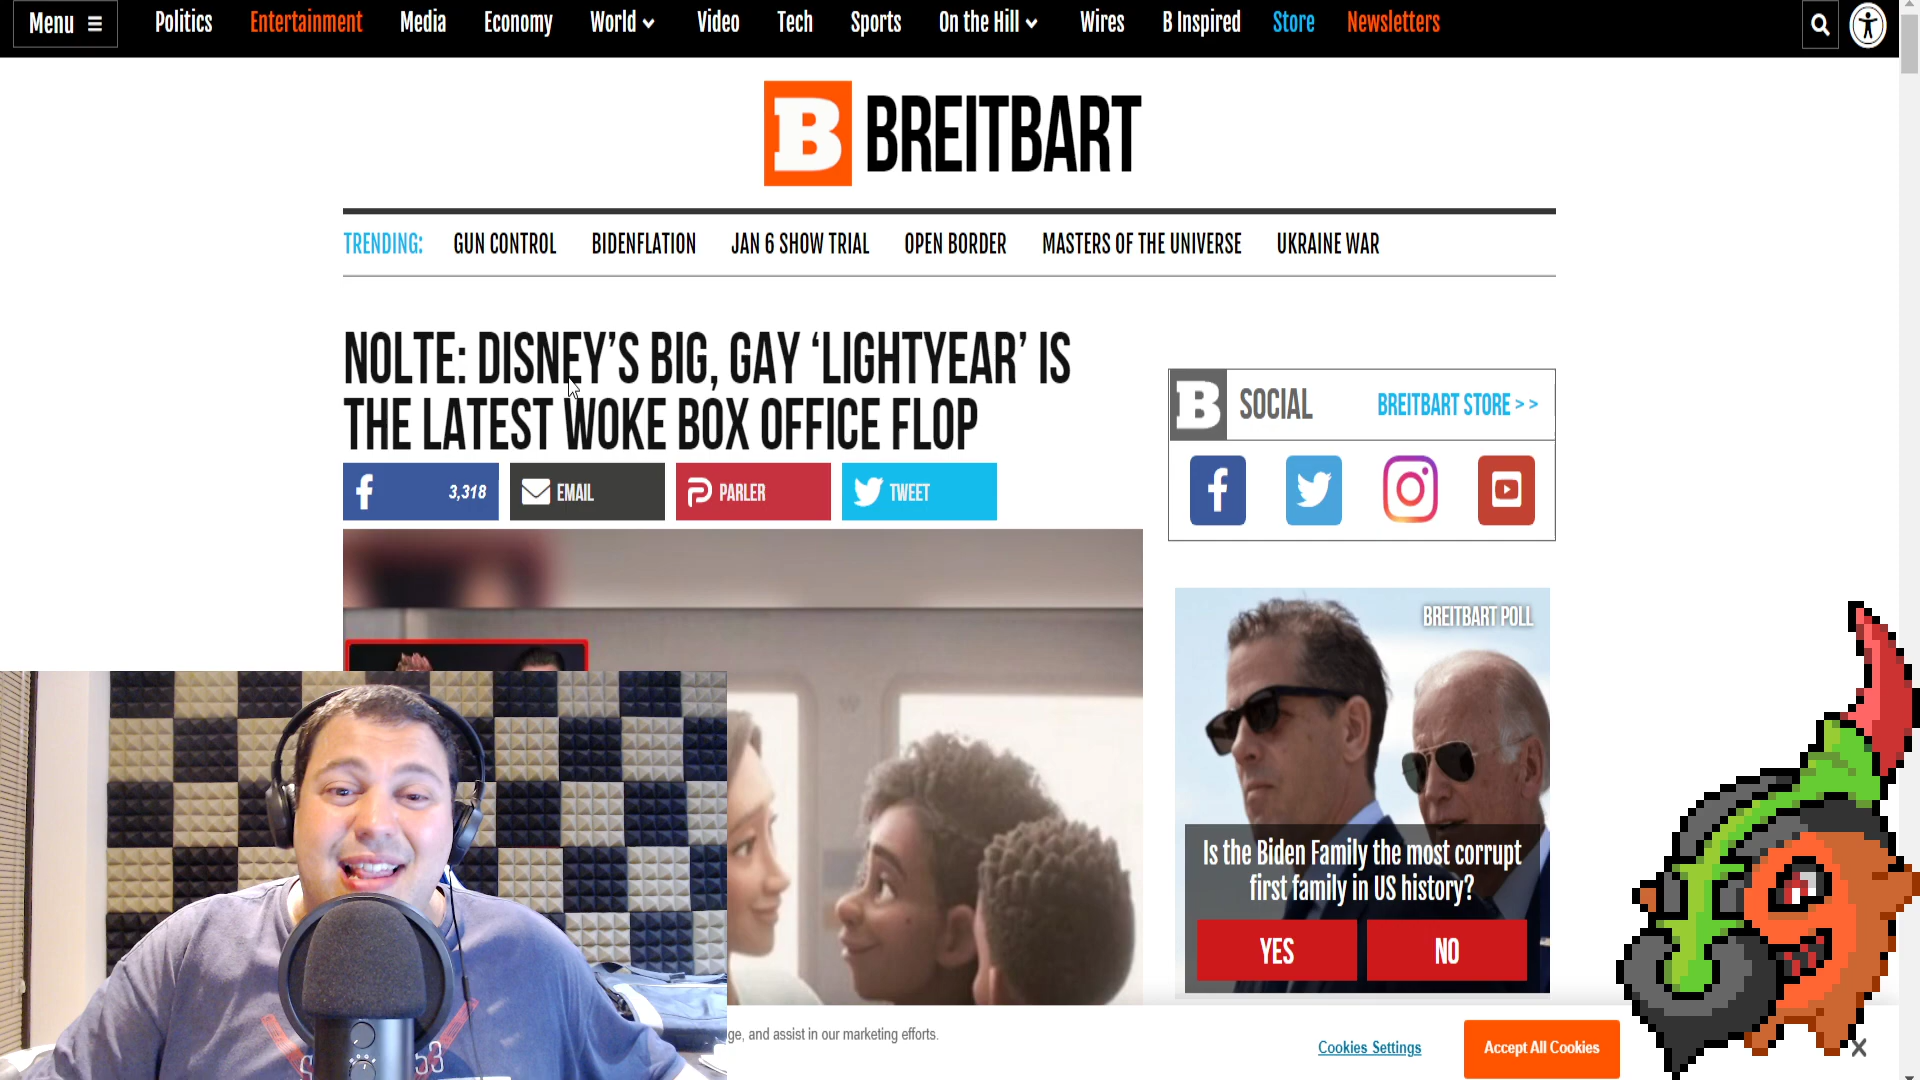 Menu Politics Entertainment Media Economy World Video Tech Sports On the Hill Wires B Inspired Store Newsletters
B BREITBART
TRENDING: GUN CONTROL BIDENFLATION JAN 6 SHOW TRIAL OPEN BORDER MASTERS OF THE UNIVERSE UKRAINE WAR
NOLTE: DISNEY'S BIG, GAY ‘LIGHTYEAR’ IS
THE LATEST WOKE BOX OFFICE FLOP
3,318 EMAIL PARLER TWEET
B SOCIAL BREITBART STORE > >
BREITBART POLL
Is the Biden Family the most corrupt
first family in US history?
YES NO
ge, and assist in our marketing efforts.
Cookies Settings Accept All Cookies
53